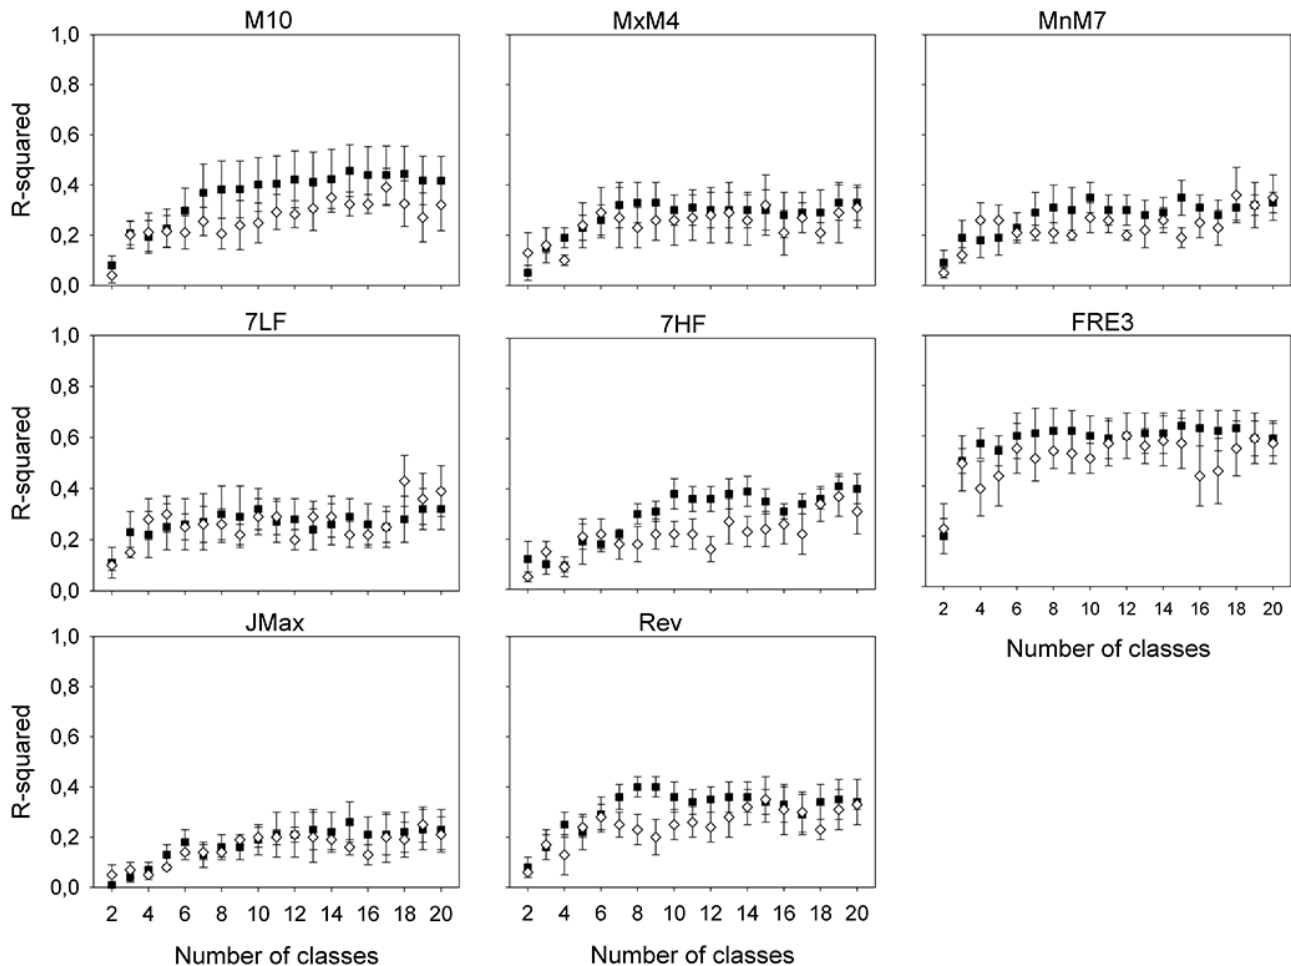 M10 MxM4 MnM7
1,0
0,8
0,6
0,4
0,2
0,0
R-squared
7LF 7HF FRE3
1,0
0,8
0,6
0,4
0,2
0,0
R-squared
2 4 6 8 10 12 14 16 18 20
Number of classes
JMax Rev
1,0
0,8
0,6
0,4
0,2
0,0
R-squared
2 4 6 8 10 12 14 16 18 20 2 4 6 8 10 12 14 16 18 20
Number of classes Number of classes